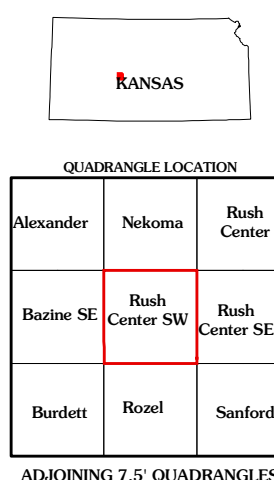 KANSAS
QUADRANGLE LOCATION
Alexander
Nekoma
Rush
Center
Bazine SE
Rush
Center SW
Rush
Center SE
Burdett
Rozel
Sanford
ADJOINING 7.5' QUADRANGLES